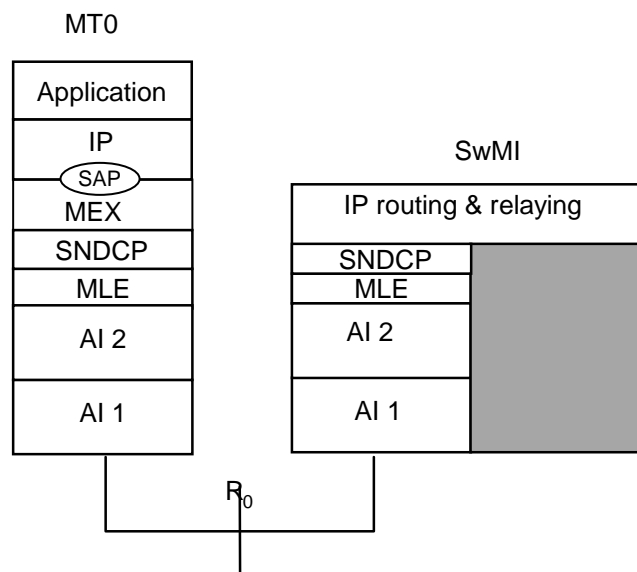 MT0
Application
IP
SAP
MEX
SNDCP
MLE
AI 2
AI 1
SwMI
IP routing & relaying
SNDCP
MLE
AI 2
AI 1
R0